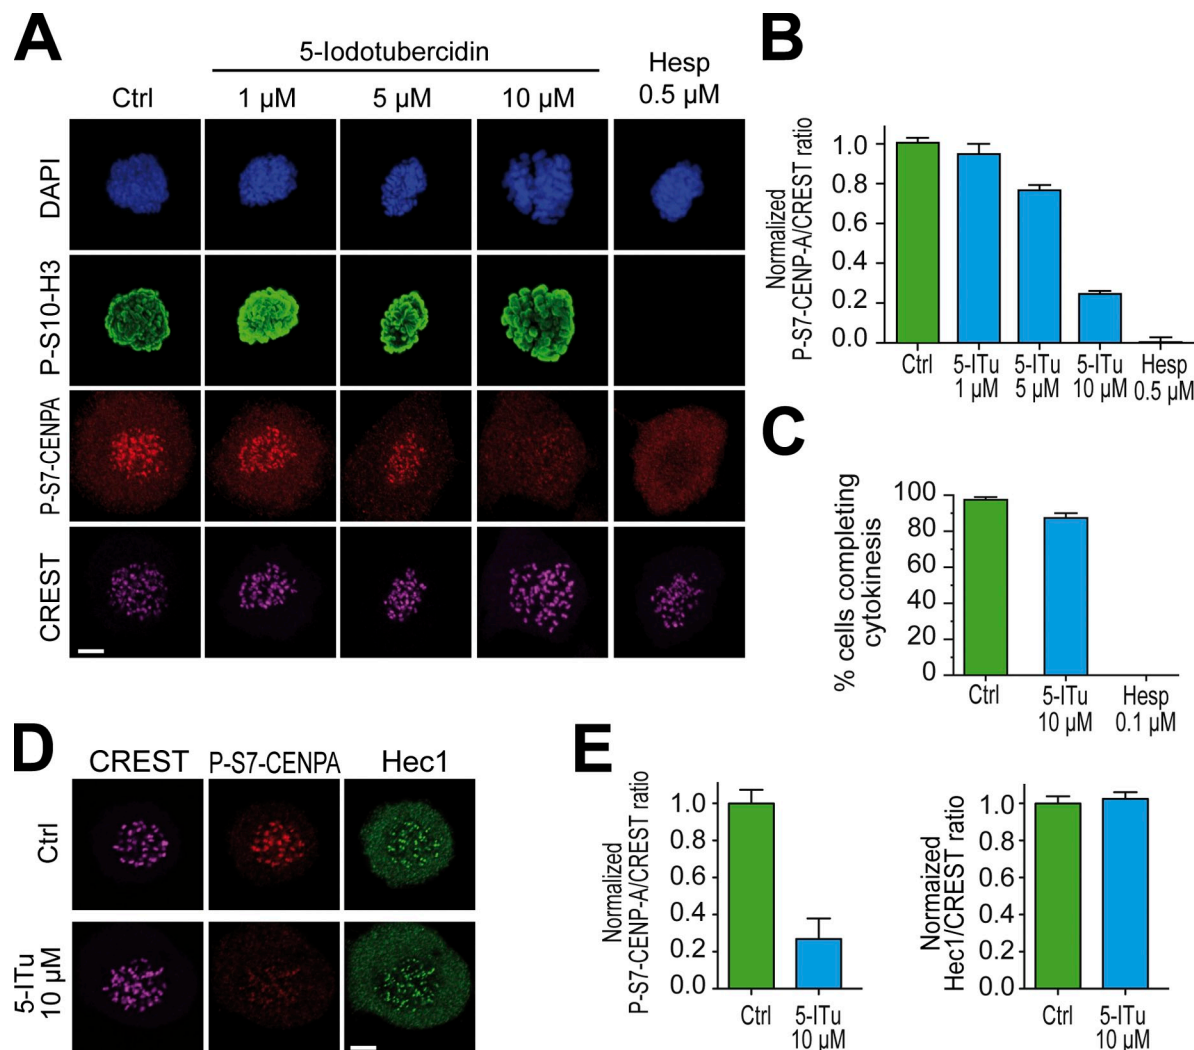 A
5-Iodotubercidin
Hesp
Ctrl
1 µM
5 µM
10 µM
0.5 µM
DAPI
P-S10-H3
P-S7-CENPA
CREST
B
Normalized
P-S7-CENP-A/CREST ratio
1.0
0.8
0.6
0.4
0.2
0.0
Ctrl
5-ITu
1 µM
5-ITu
5 µM
5-ITu
10 µM
Hesp
0.5 µM
C
% cells completing
cytokinesis
100
80
60
40
20
0
Ctrl
5-ITu
10 µM
Hesp
0.1 µM
D
CREST
P-S7-CENPA
Hec1
Ctrl
5-ITu
10 µM
E
Normalized
P-S7-CENP-A/CREST ratio
1.0
0.8
0.6
0.4
0.2
0.0
Ctrl
5-ITu
10 µM
Normaized
Hec1/CREST ratio
1.0
0.8
0.6
0.4
0.2
0.0
Ctrl
5-ITu
10 µM